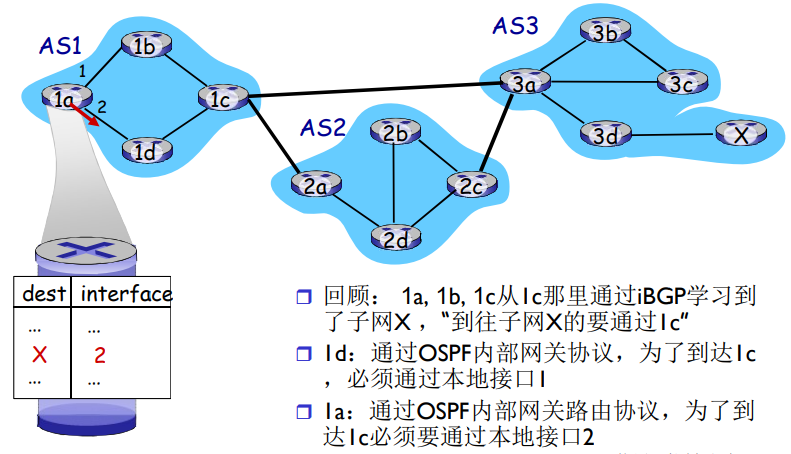 AS1
1b
1
1a
2
1c
1d
AS2
2b
2a
2c
2d
AS3
3b
3a
3c
3d
X
dest interface
... ...
X 2
... ...
回顾： 1a, 1b, 1c从1c那里通过iBGP学习到
了子网X ，“到往子网X的要通过1c”
1d：通过OSPF内部网关协议，为了到达1c
，必须通过本地接口1
1a：通过OSPF内部网关路由协议，为了到
达1c必须要通过本地接口2